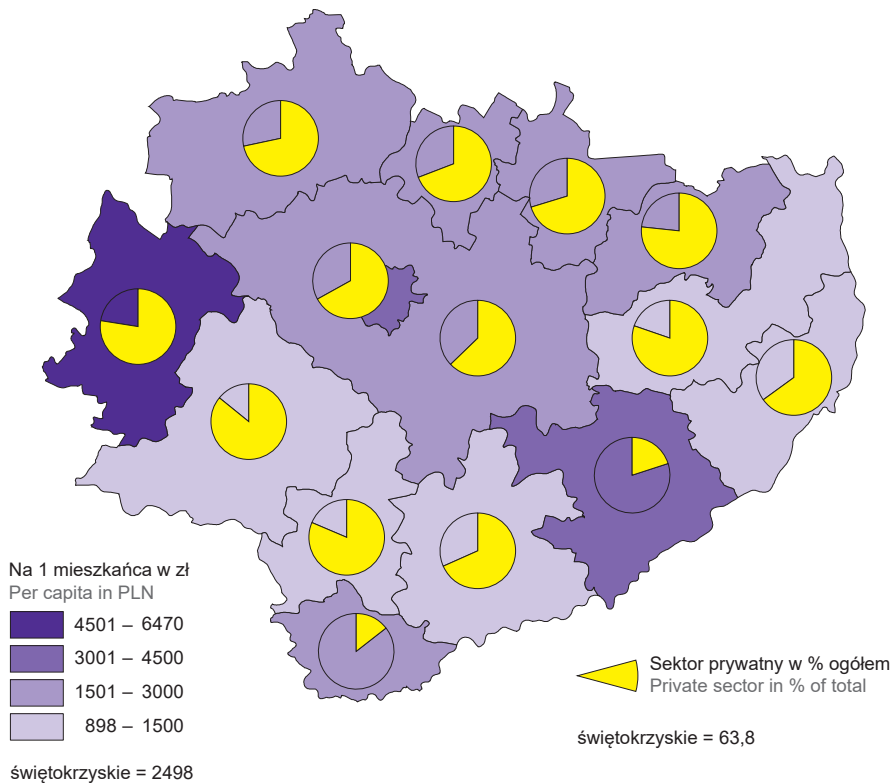 Na 1 mieszkańca w zł
Per capita in PLN
4501 – 6470
3001 – 4500
1501 – 3000
898 – 1500
świętokrzyskie = 2498
Sektor prywatny w % ogółem
Private sector in % of total
świętokrzyskie = 63,8